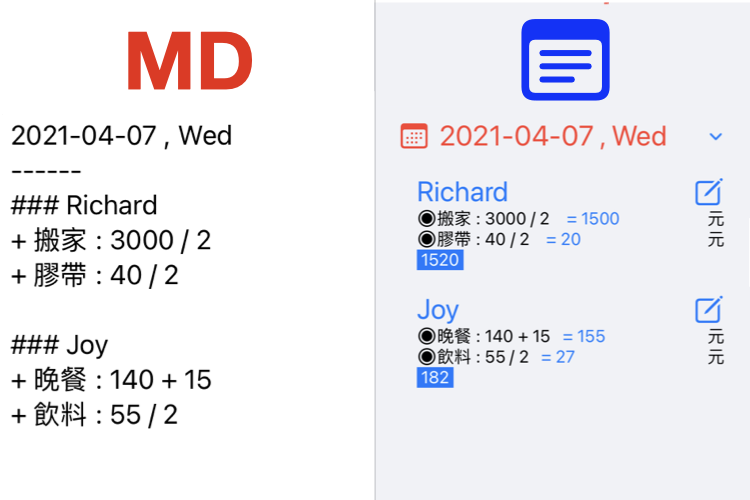 MD
2021-04-07 , Wed
------
### Richard
+ 搬家 : 3000 / 2
+ 膠帶 : 40 / 2
### Joy
+ 晚餐 : 140 + 15
+ 飲料 : 55 / 2
2021-04-07 , Wed
Richard
◉搬家 : 3000 / 2 = 1500 元
◉膠帶 : 40 / 2 = 20 元
1520
Joy
◉晚餐 : 140 + 15 = 155 元
◉飲料 : 55 / 2 = 27 元
182